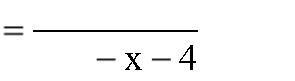 = ———
− x − 4